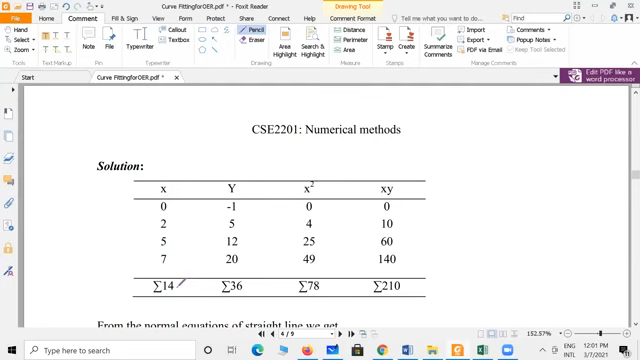 Curve FittingforOER.pdf * - Foxit Reader
Drawing Tool
File Home Comment Fill & Sign Form Protect Share Help Comment Format Tell me what you want to do... Find
Hand
Select
Zoom
Tools
Text Markup
Typewriter
Note
File
Pin
Typewriter
Callout
Textbox
Pencil
Eraser
Drawing
Area Highlight
Search & Highlight
Distance
Perimeter
Area
Measure
Stamp
Create
Stamps
Summarize Comments
Import
Export
FDF via Email
Manage Comments
Comments
Popup Notes
Keep Tool Selected
Start
Curve FittingforOER.pdf *
Edit PDF like a word processor
CSE2201: Numerical methods
Solution:
x Y x² xy
0 -1 0 0
2 5 4 10
5 12 25 60
7 20 49 140
∑14 ∑36 ∑78 ∑210
From the normal equations of straight line we get
4 / 9
152.57%
Type here to search
ENG
INTL
12:01 PM
3/7/2021